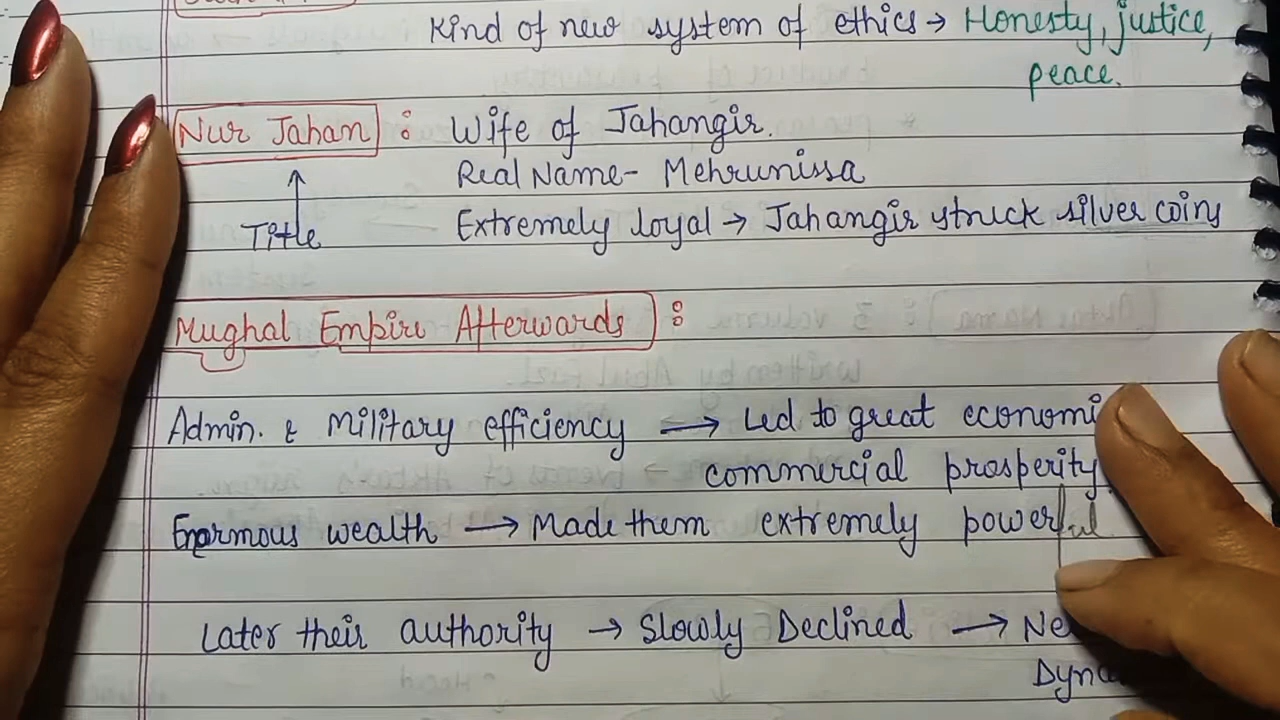 Kind of new system of ethics → Honesty, justice,
peace.
Nur Jahan : Wife of Jahangir.
Real Name- Mehrunissa
Title
Extremely loyal → Jahangir struck silver coins
Mughal Empire Afterwards :
Admin. & Military efficiency → Led to great economi
commercial prosperity
Enormous wealth → Made them extremely powerful.
Later their authority → Slowly Declined → Ne
Dyna